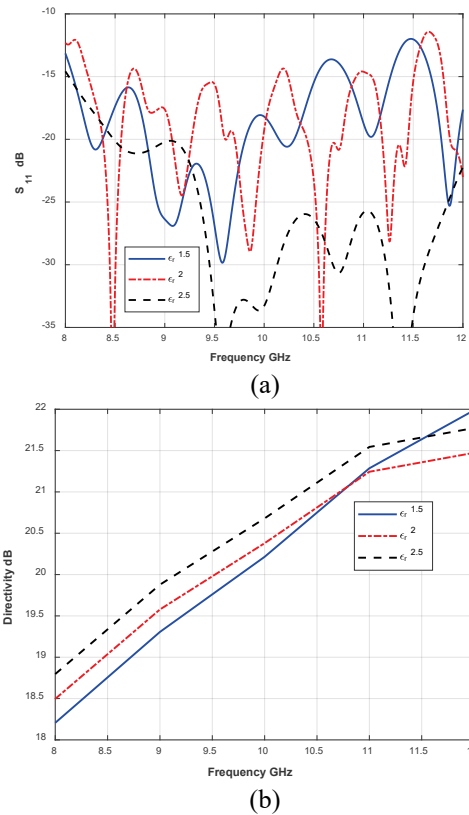 -10
-15
-20
-25
-30
-35
S 11 dB
ϵr 1.5
ϵr 2
ϵr 2.5
8 8.5 9 9.5 10 10.5 11 11.5 12
Frequency GHz
(a)
22
21.5
21
20.5
20
19.5
19
18.5
18
Directivity dB
ϵr 1.5
ϵr 2
ϵr 2.5
8 8.5 9 9.5 10 10.5 11 11.5
Frequency GHz
(b)